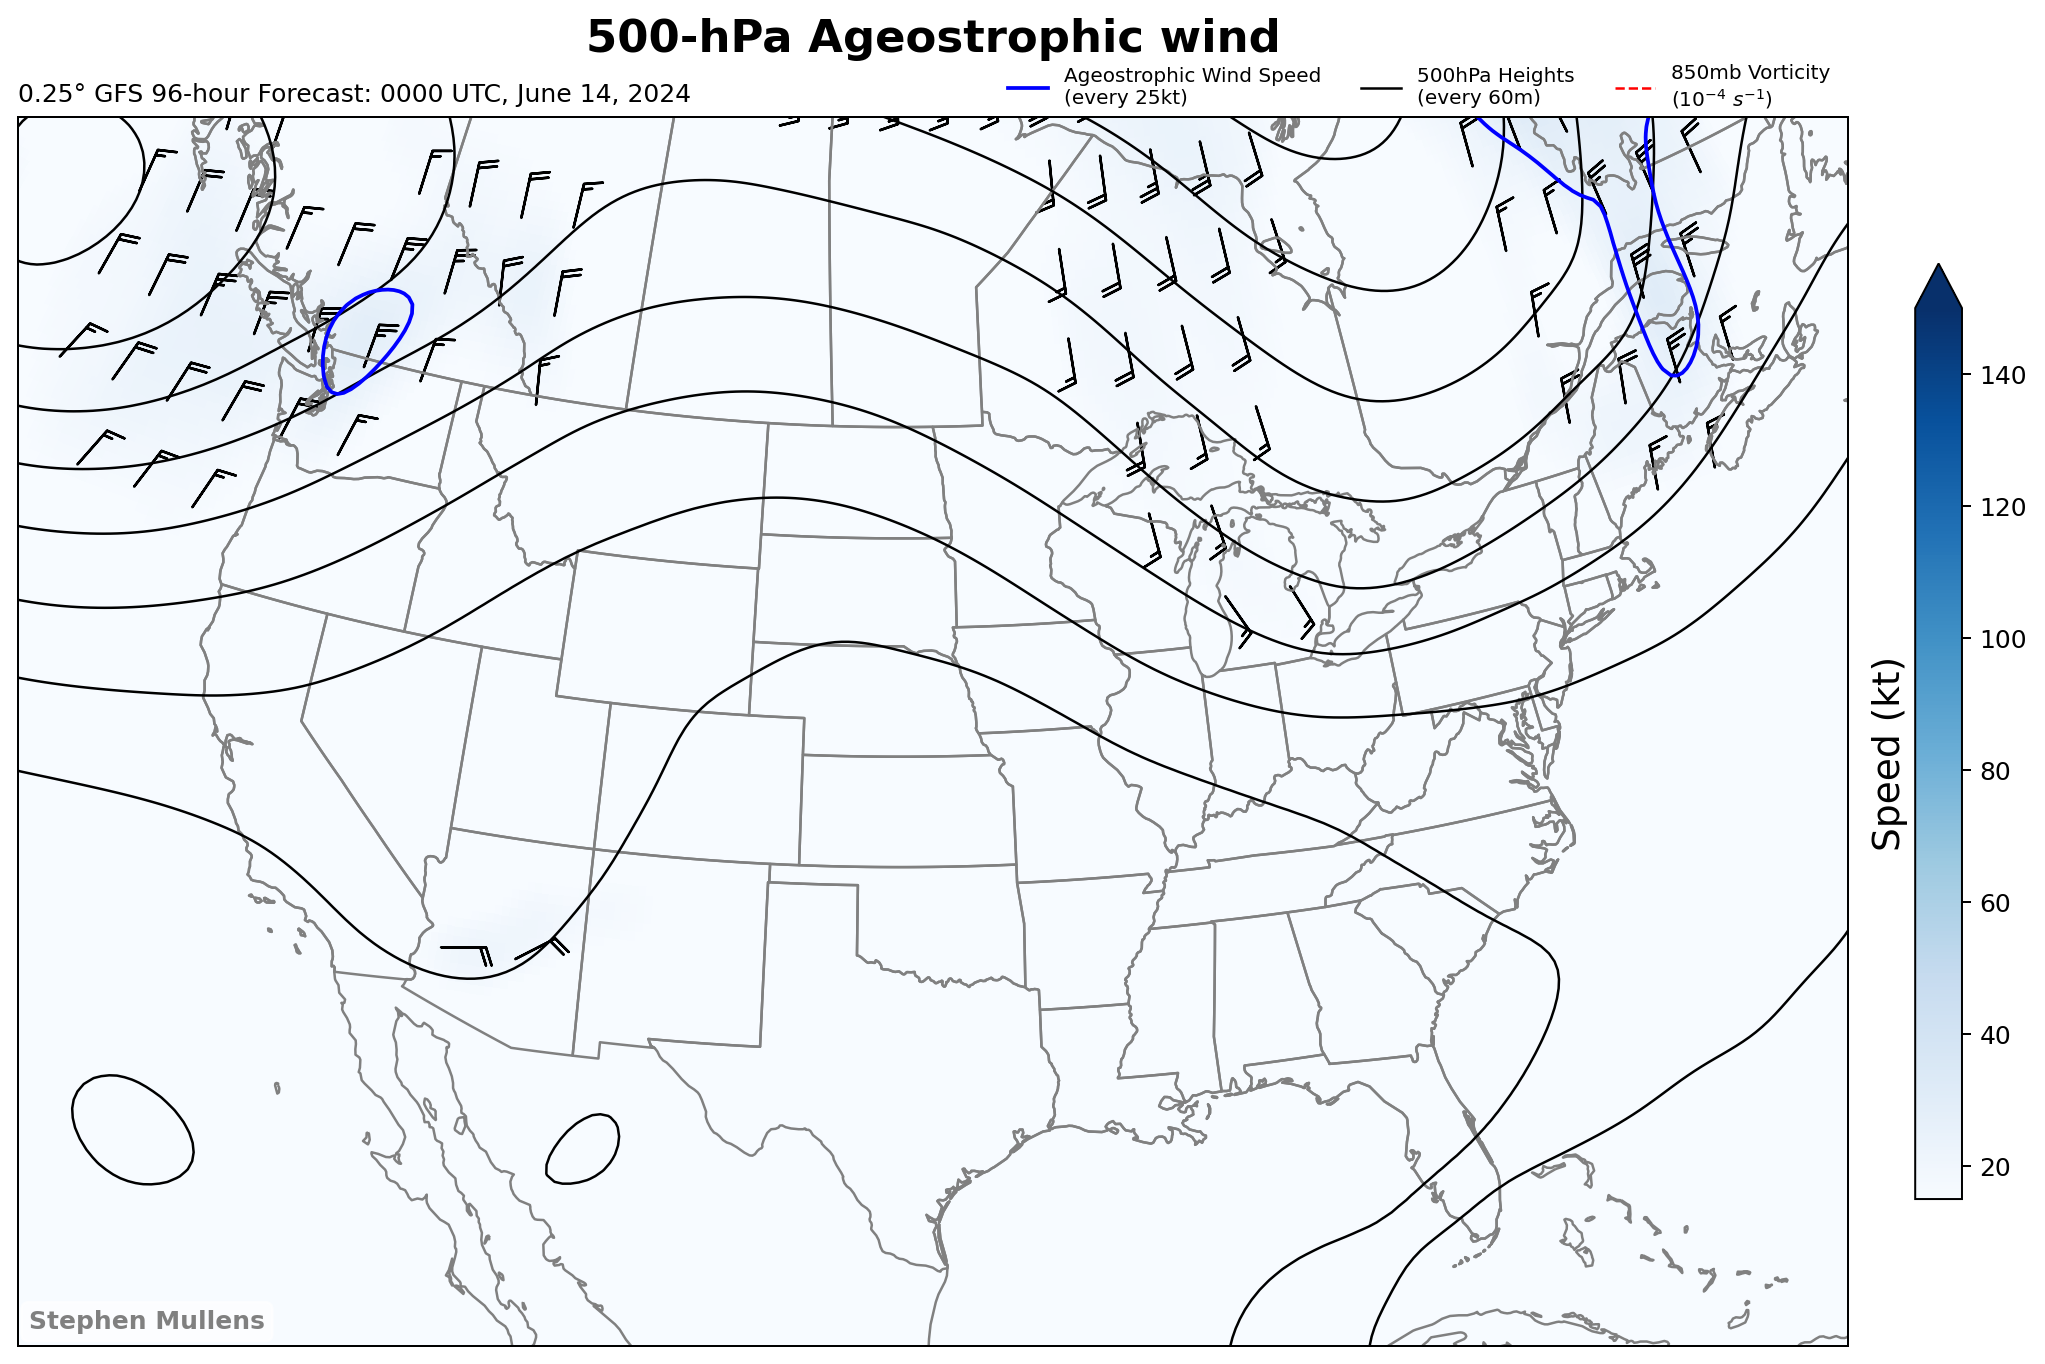 500-hPa Ageostrophic wind
0.25° GFS 96-hour Forecast: 0000 UTC, June 14, 2024
Ageostrophic Wind Speed
(every 25kt)
500hPa Heights
(every 60m)
850mb Vorticity
(10⁻⁴ s⁻¹)
140
120
100
80
60
40
20
Speed (kt)
Stephen Mullens